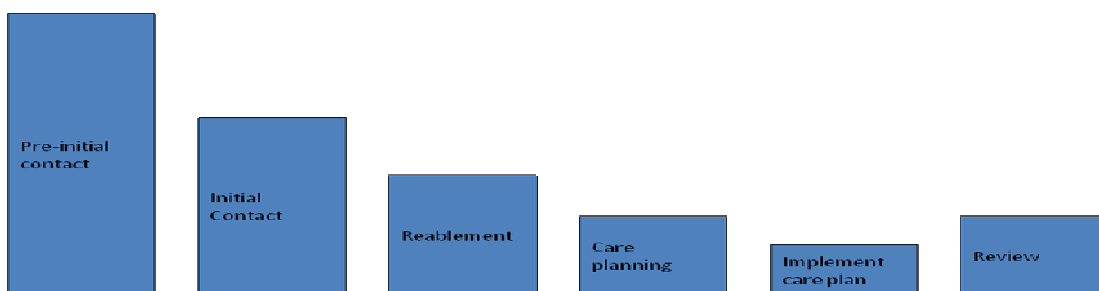 Pre-initial
contact
Initial
Contact
Reablement
Care
planning
Implement
care plan
Review